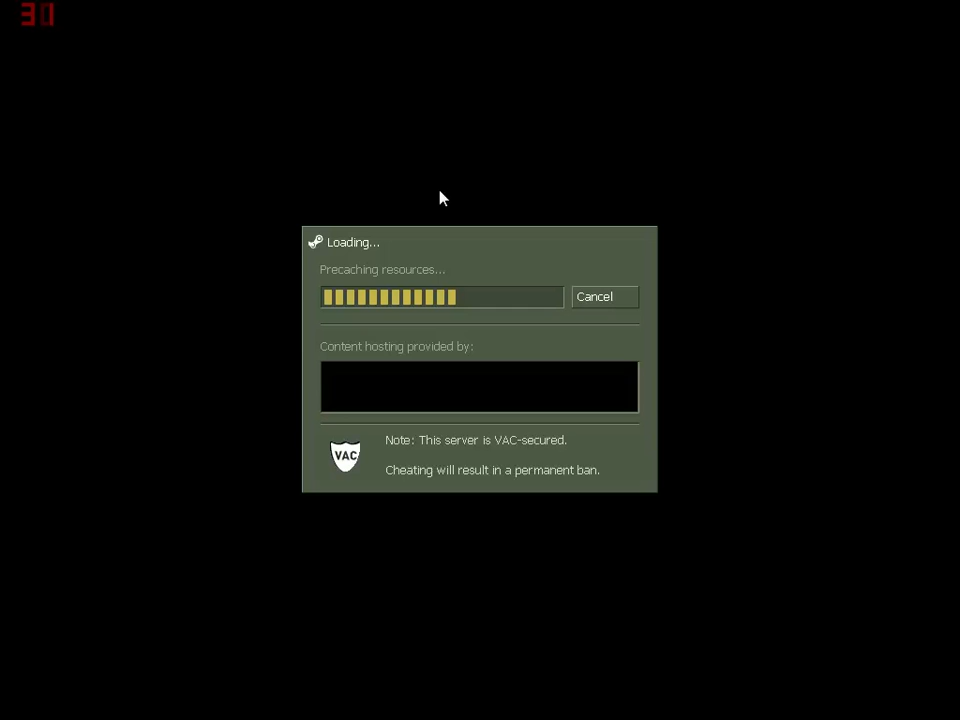 30
Loading...
Precaching resources...
Cancel
Content hosting provided by:
VAC
Note: This server is VAC-secured.
Cheating will result in a permanent ban.